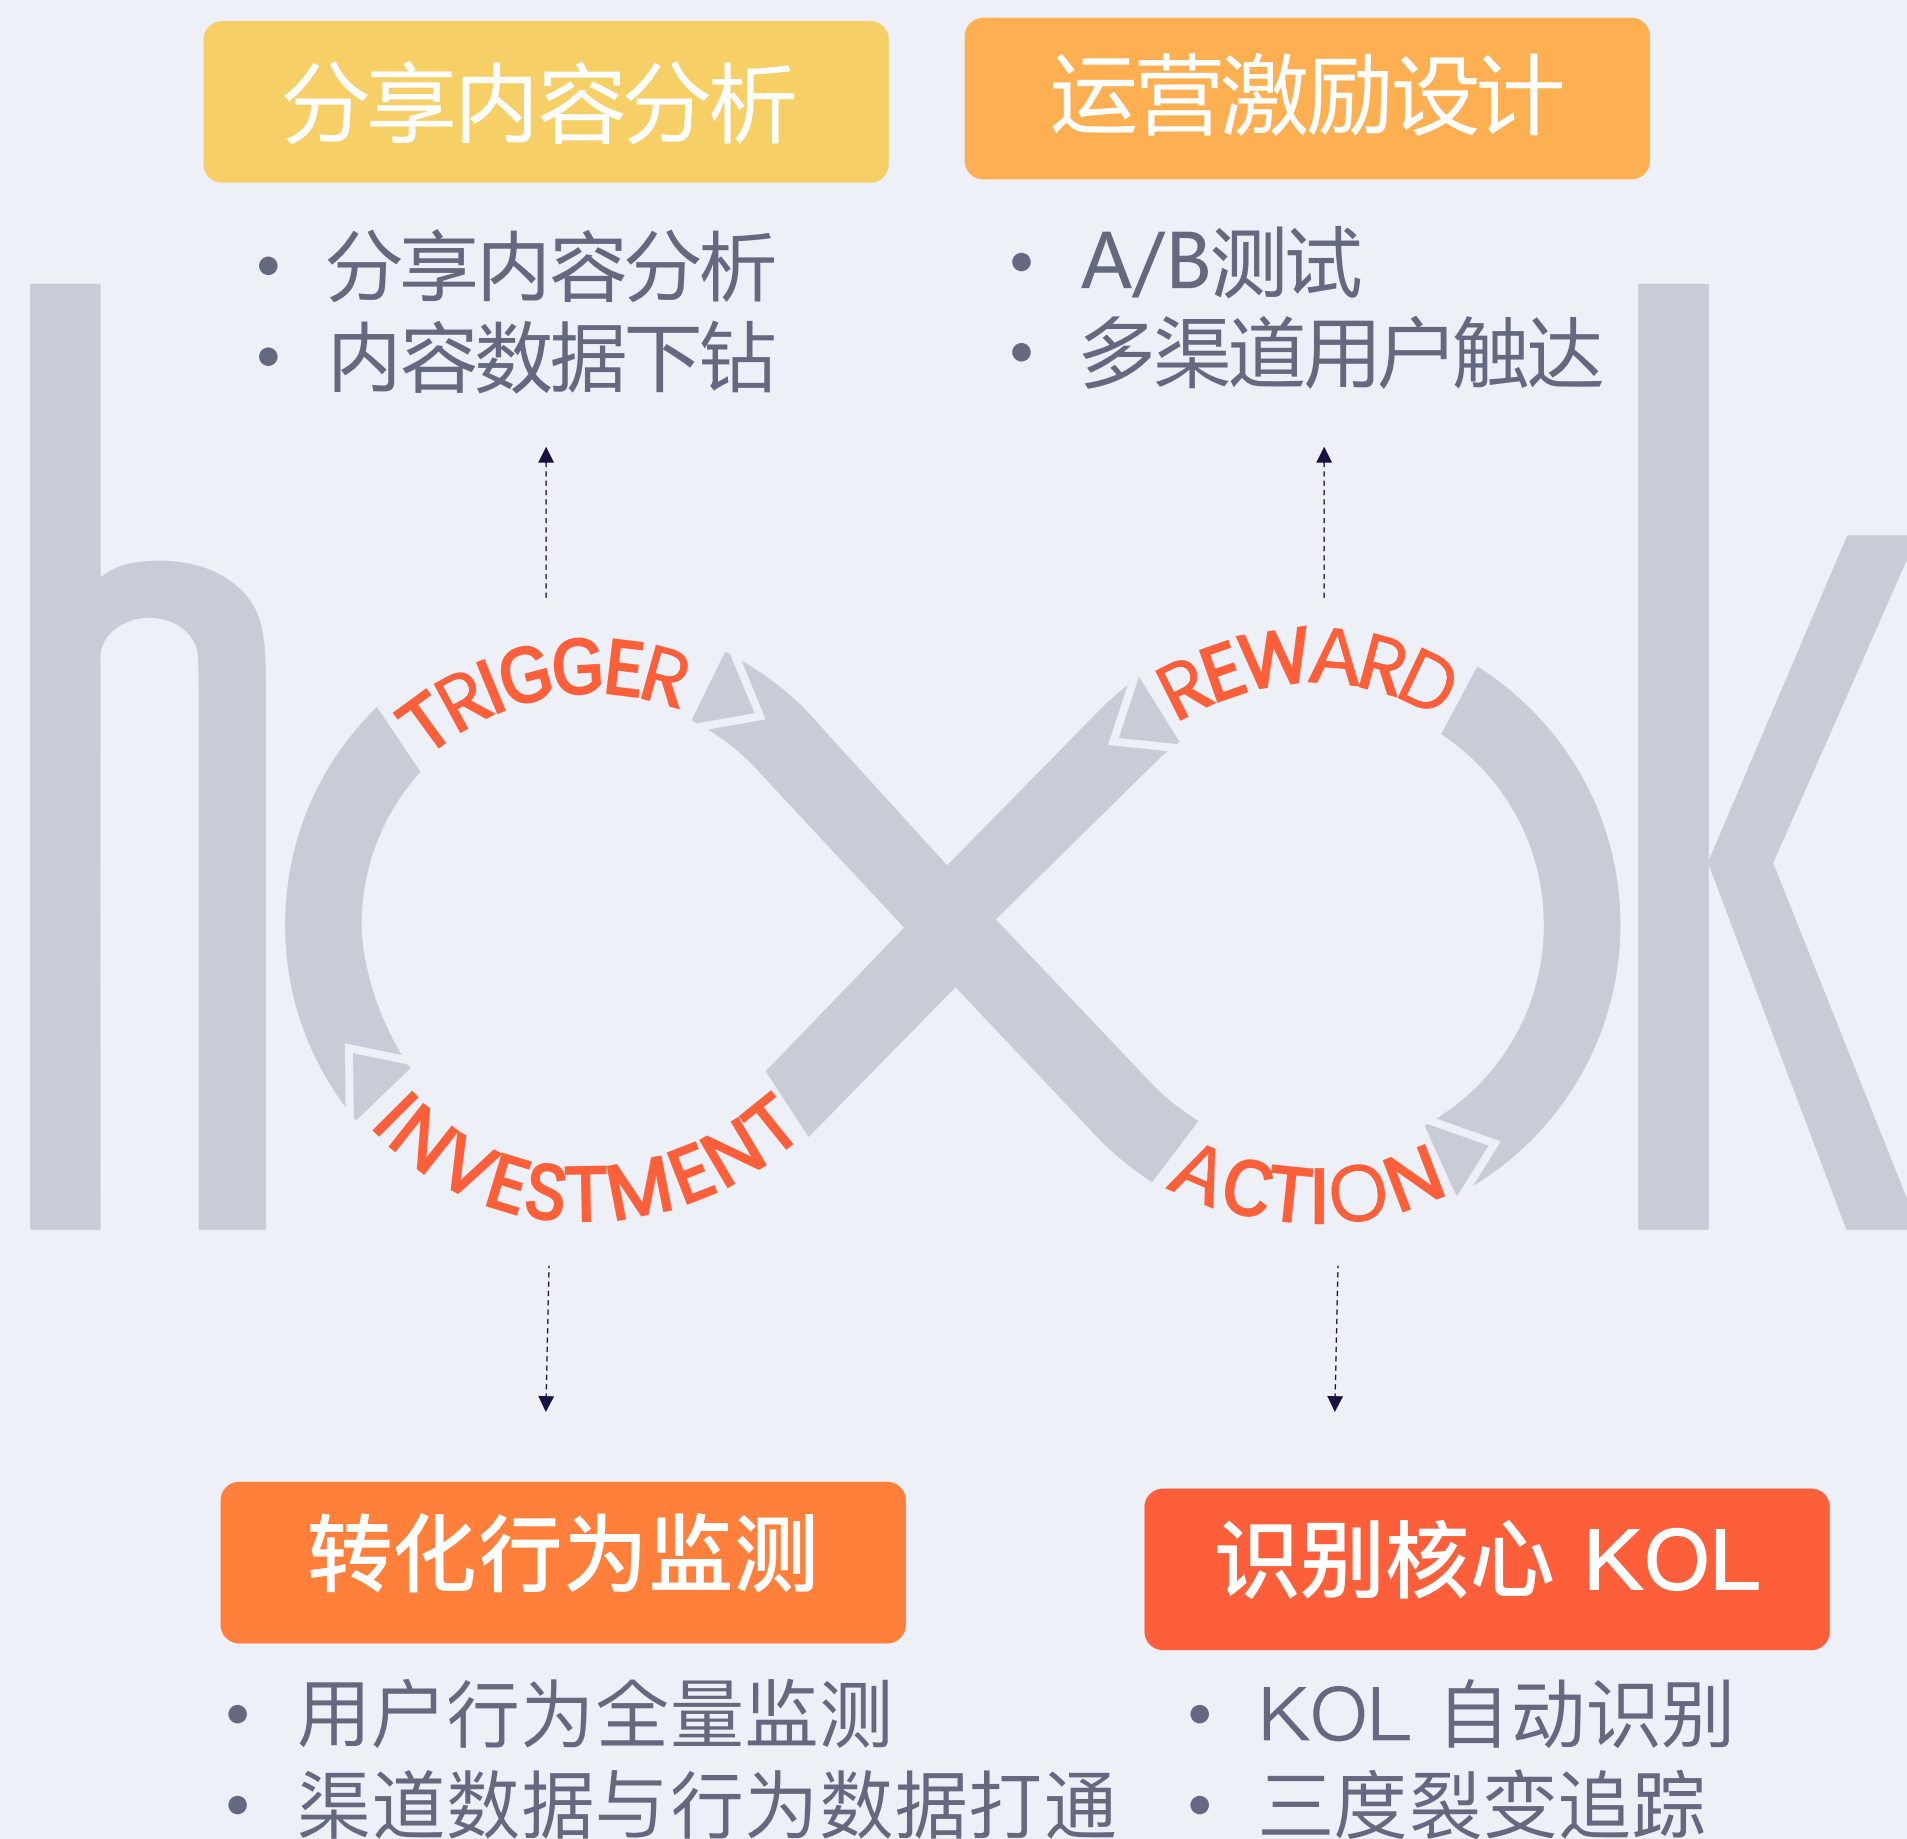 分享内容分析
运营激励设计
• 分享内容分析
• 内容数据下钻
• A/B测试
• 多渠道用户触达
hook
TRIGGER
REWARD
INVESTMENT
ACTION
转化行为监测
识别核心 KOL
• 用户行为全量监测
• 渠道数据与行为数据打通
• KOL 自动识别
• 三度裂变追踪